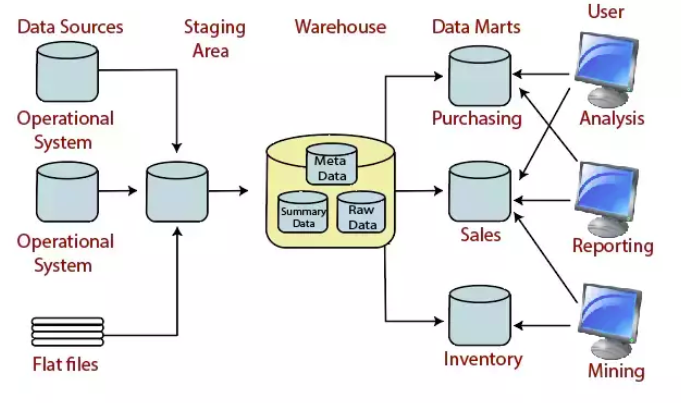 Data Sources
Staging
Area
Warehouse
Data Marts
User
Operational
System
Purchasing
Analysis
Meta
Data
Summary
Data
Raw
Data
Operational
System
Sales
Reporting
Flat files
Inventory
Mining